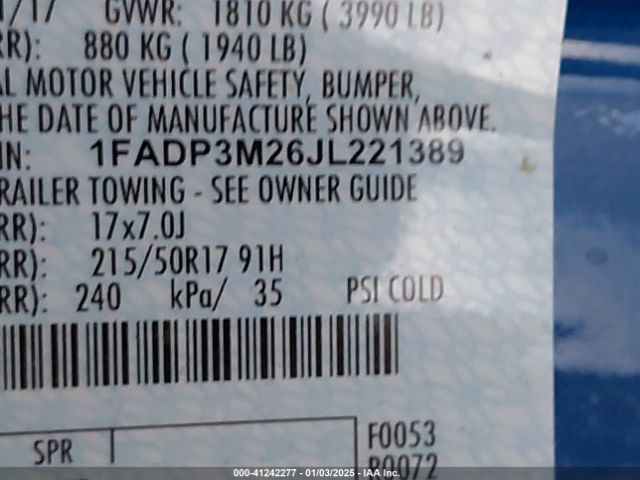 /17 GVWR: 1810 KG ( 3990 LB)
RR): 880 KG ( 1940 LB)
AL MOTOR VEHICLE SAFETY, BUMPER,
HE DATE OF MANUFACTURE SHOWN ABOVE.
IN: 1FADP3M26JL221389
RAILER TOWING - SEE OWNER GUIDE
RR): 17x7.0J
RR): 215/50R17 91H
RR): 240 kPa/ 35 PSI COLD
SPR
F0053
R0072
000-41242277 - 01/03/2025 - IAA Inc.